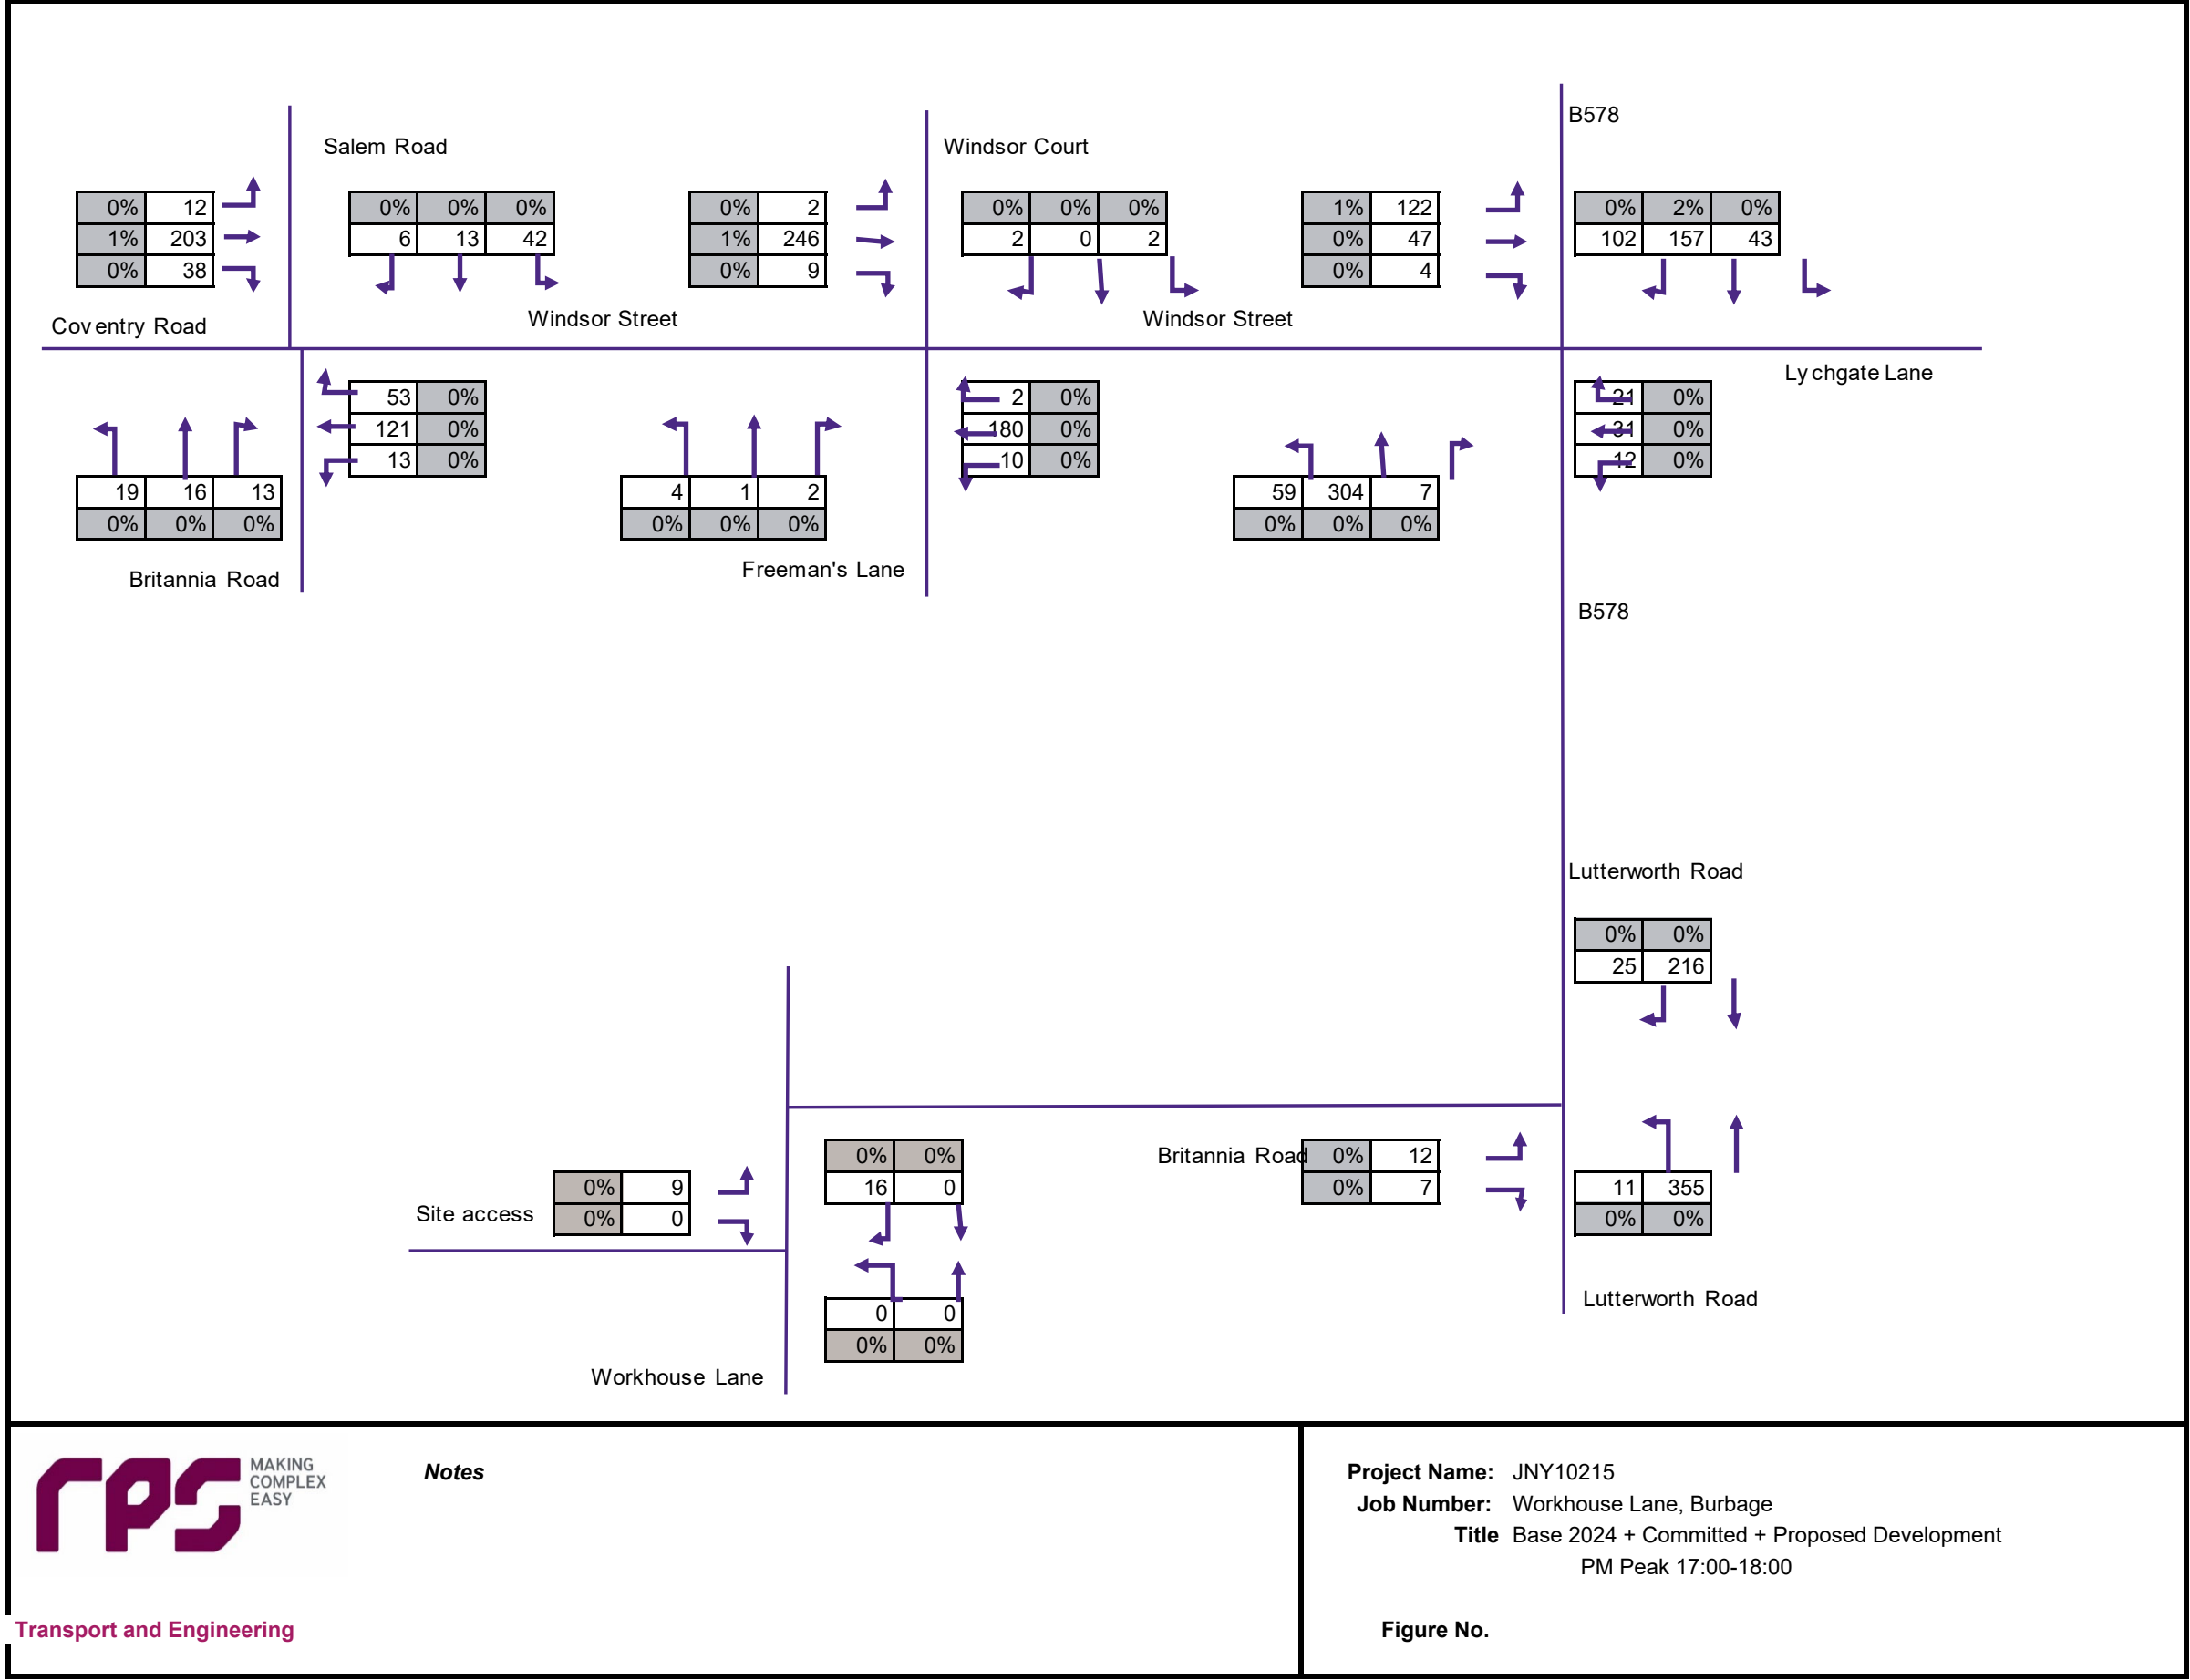 B578
Salem Road
Windsor Court
0% 12
1% 203
0% 38
0% 0% 0%
6 13 42
0% 2
1% 246
0% 9
0% 0% 0%
2 0 2
1% 122
0% 47
0% 4
0% 2% 0%
102 157 43
Coventry Road
Windsor Street
Windsor Street
Lychgate Lane
53 0%
121 0%
13 0%
2 0%
180 0%
10 0%
21 0%
31 0%
12 0%
19 16 13
0% 0% 0%
4 1 2
0% 0% 0%
59 304 7
0% 0% 0%
Britannia Road
Freeman's Lane
B578
Lutterworth Road
0% 0%
25 216
Site access
0% 9
0% 0
0% 0%
16 0
Britannia Road
0% 12
0% 7
11 355
0% 0%
0 0
0% 0%
Lutterworth Road
Workhouse Lane
rps
MAKING
COMPLEX
EASY
Notes
Project Name: JNY10215
Job Number: Workhouse Lane, Burbage
Title Base 2024 + Committed + Proposed Development
PM Peak 17:00-18:00
Transport and Engineering
Figure No.